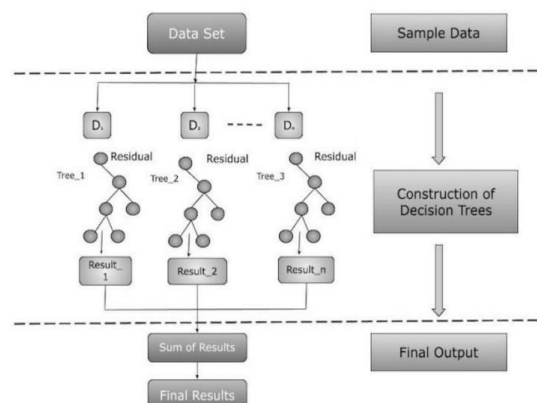 Data Set
Sample Data
D₁
D₂
Dₙ
Residual
Residual
Residual
Tree_1
Tree_2
Tree_3
Construction of
Decision Trees
Result_
1
Result_2
Result_n
Sum of Results
Final Output
Final Results